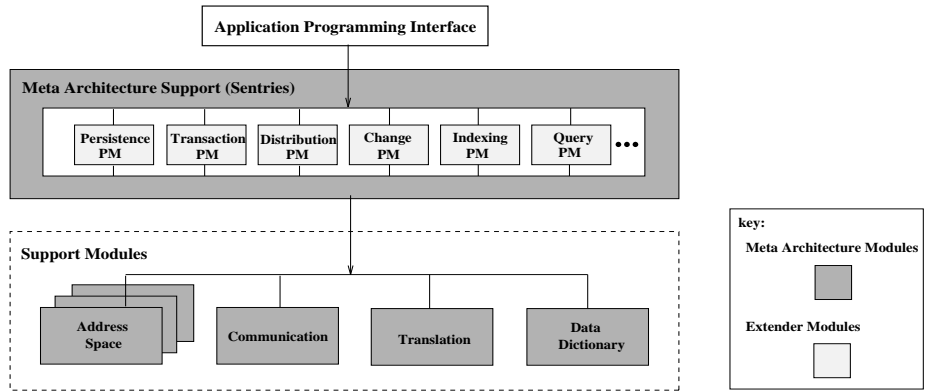 Application Programming Interface
Meta Architecture Support (Sentries)
Persistence PM
Transaction PM
Distribution PM
Change PM
Indexing PM
Query PM
•••
Support Modules
Address Space
Communication
Translation
Data Dictionary
key:
Meta Architecture Modules
Extender Modules